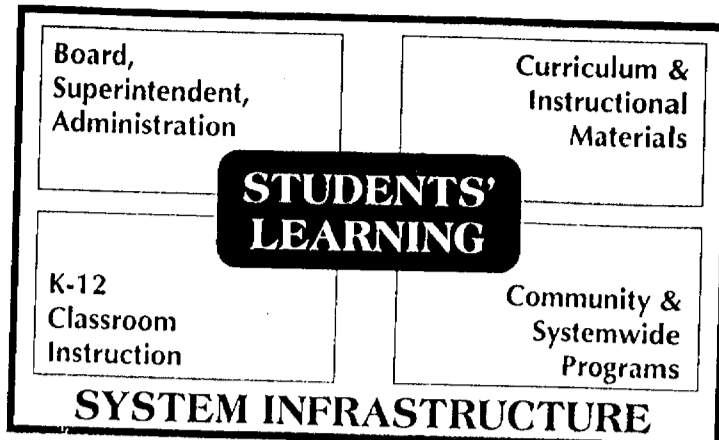 Board,
Superintendent,
Administration
Curriculum &
Instructional
Materials
STUDENTS'
LEARNING
K-12
Classroom
Instruction
Community &
Systemwide
Programs
SYSTEM INFRASTRUCTURE